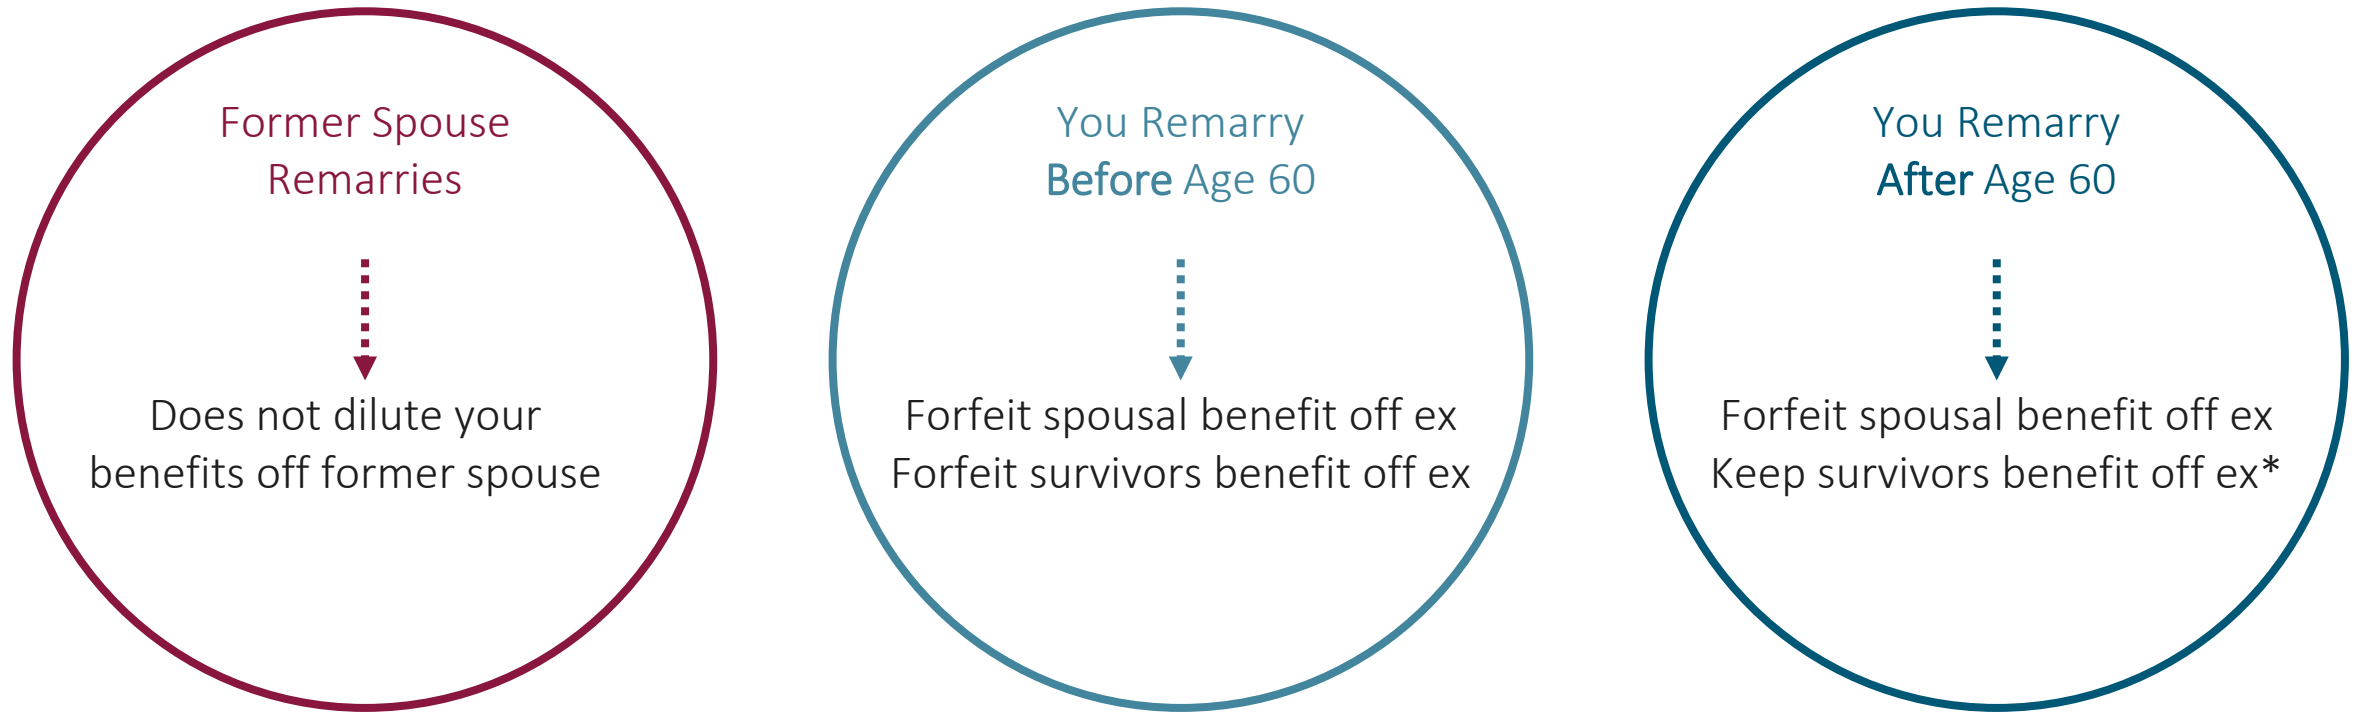 Former Spouse
Remarries
Does not dilute your
benefits off former spouse
You Remarry
Before Age 60
Forfeit spousal benefit off ex
Forfeit survivors benefit off ex
You Remarry
After Age 60
Forfeit spousal benefit off ex
Keep survivors benefit off ex*